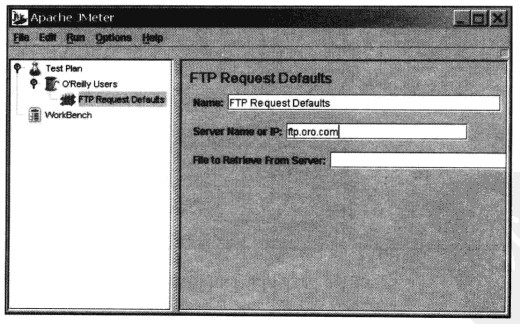 Apache JMeter
File Edit Run Options Help
Test Plan
O'Reilly Users
FTP Request Defaults
WorkBench
FTP Request Defaults
Name: FTP Request Defaults
Server Name or IP: ftp.oro.com
File to Retrieve From Server: